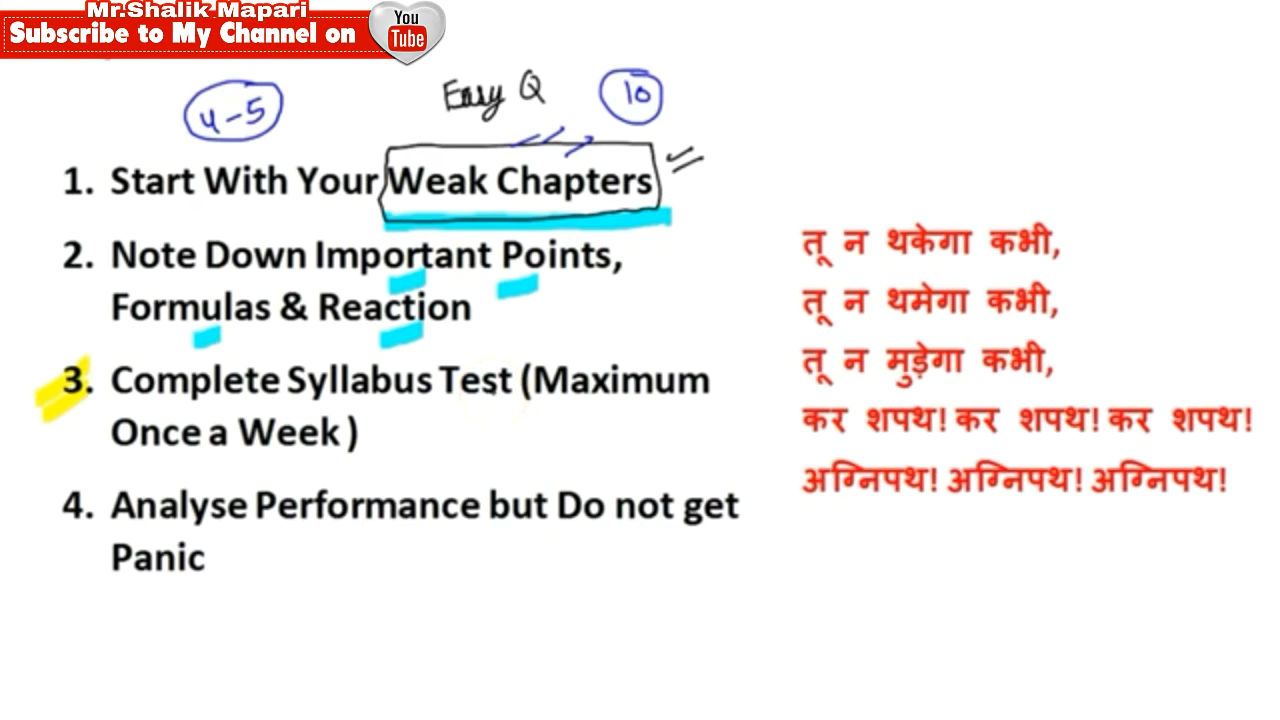 Mr.Shalik Mapari
Subscribe to My Channel on
You
Tube
4-5
Easy Q
10
1. Start With Your Weak Chapters
2. Note Down Important Points,
Formulas & Reaction
3. Complete Syllabus Test (Maximum
Once a Week)
4. Analyse Performance but Do not get
Panic
तू न थकेगा कभी,
तू न थमेगा कभी,
तू न मुड़ेगा कभी,
कर शपथ! कर शपथ! कर शपथ!
अग्निपथ! अग्निपथ! अग्निपथ!